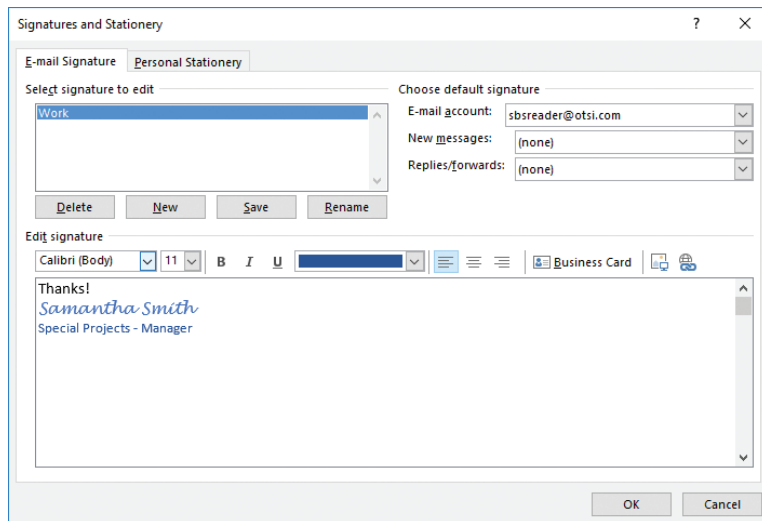 Signatures and Stationery ? X
E-mail Signature Personal Stationery
Select signature to edit
Work
Delete New Save Rename
Choose default signature
E-mail account: sbsreader@otsi.com
New messages: (none)
Replies/forwards: (none)
Edit signature
Calibri (Body) 11 B I U Business Card
Thanks!
Samantha Smith
Special Projects - Manager
OK Cancel